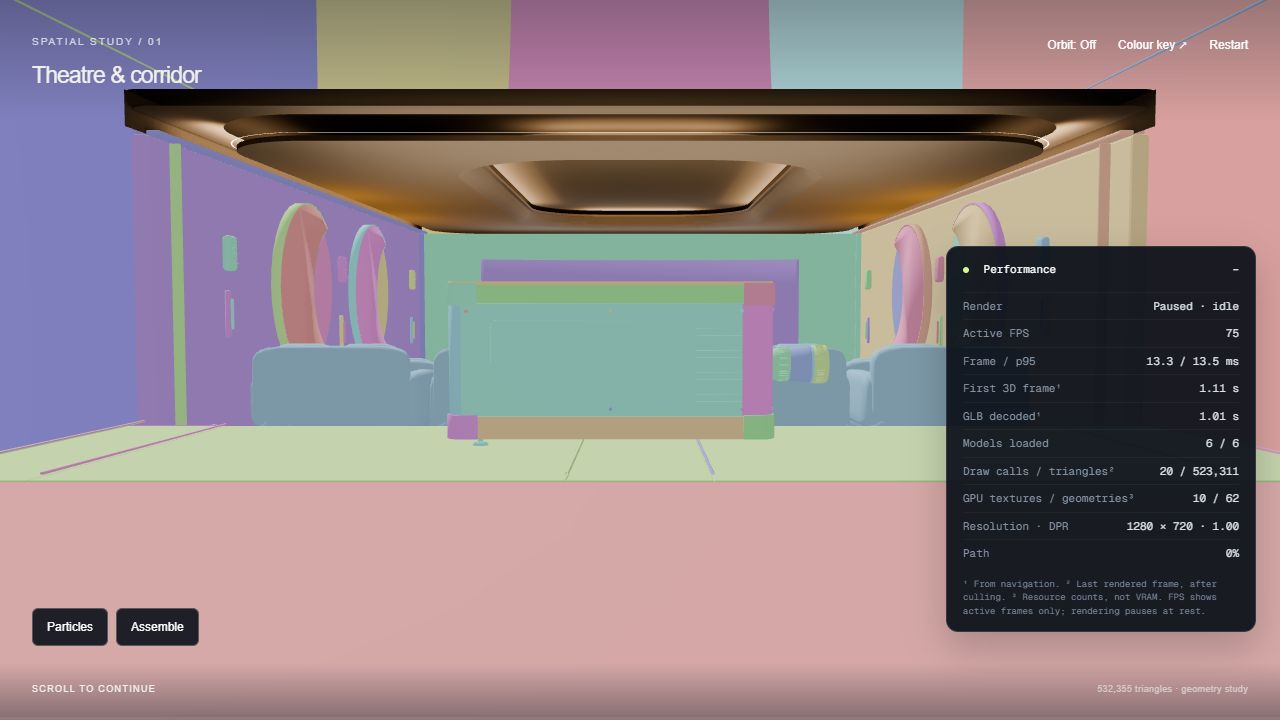 SPATIAL STUDY / 01
Theatre & corridor
Orbit: Off
Colour key ↗
Restart
Performance –
Render Paused · idle
Active FPS 75
Frame / p95 13.3 / 13.5 ms
First 3D frame¹ 1.11 s
GLB decoded¹ 1.01 s
Models loaded 6 / 6
Draw calls / triangles² 20 / 523,311
GPU textures / geometries³ 10 / 62
Resolution · DPR 1280 × 720 · 1.00
Path 0%
¹ From navigation. ² Last rendered frame, after
culling. ³ Resource counts, not VRAM. FPS shows
active frames only; rendering pauses at rest.
Particles
Assemble
SCROLL TO CONTINUE
532,355 triangles · geometry study